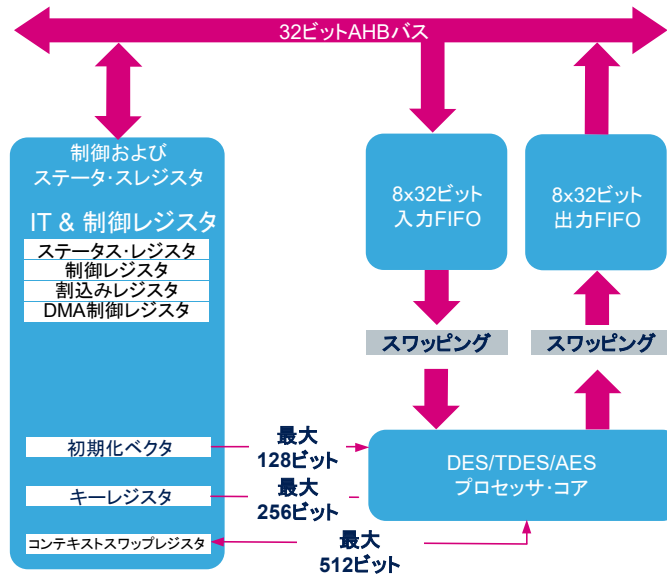 32ビットAHBバス
制御および
ステータ・スレジスタ
IT & 制御レジスタ
ステータス・レジスタ
制御レジスタ
割込みレジスタ
DMA制御レジスタ
初期化ベクタ
キーレジスタ
コンテキストスワップレジスタ
8x32ビット
入力FIFO
8x32ビット
出力FIFO
スワッピング
スワッピング
最大
128ビット
最大
256ビット
最大
512ビット
DES/TDES/AES
プロセッサ・コア